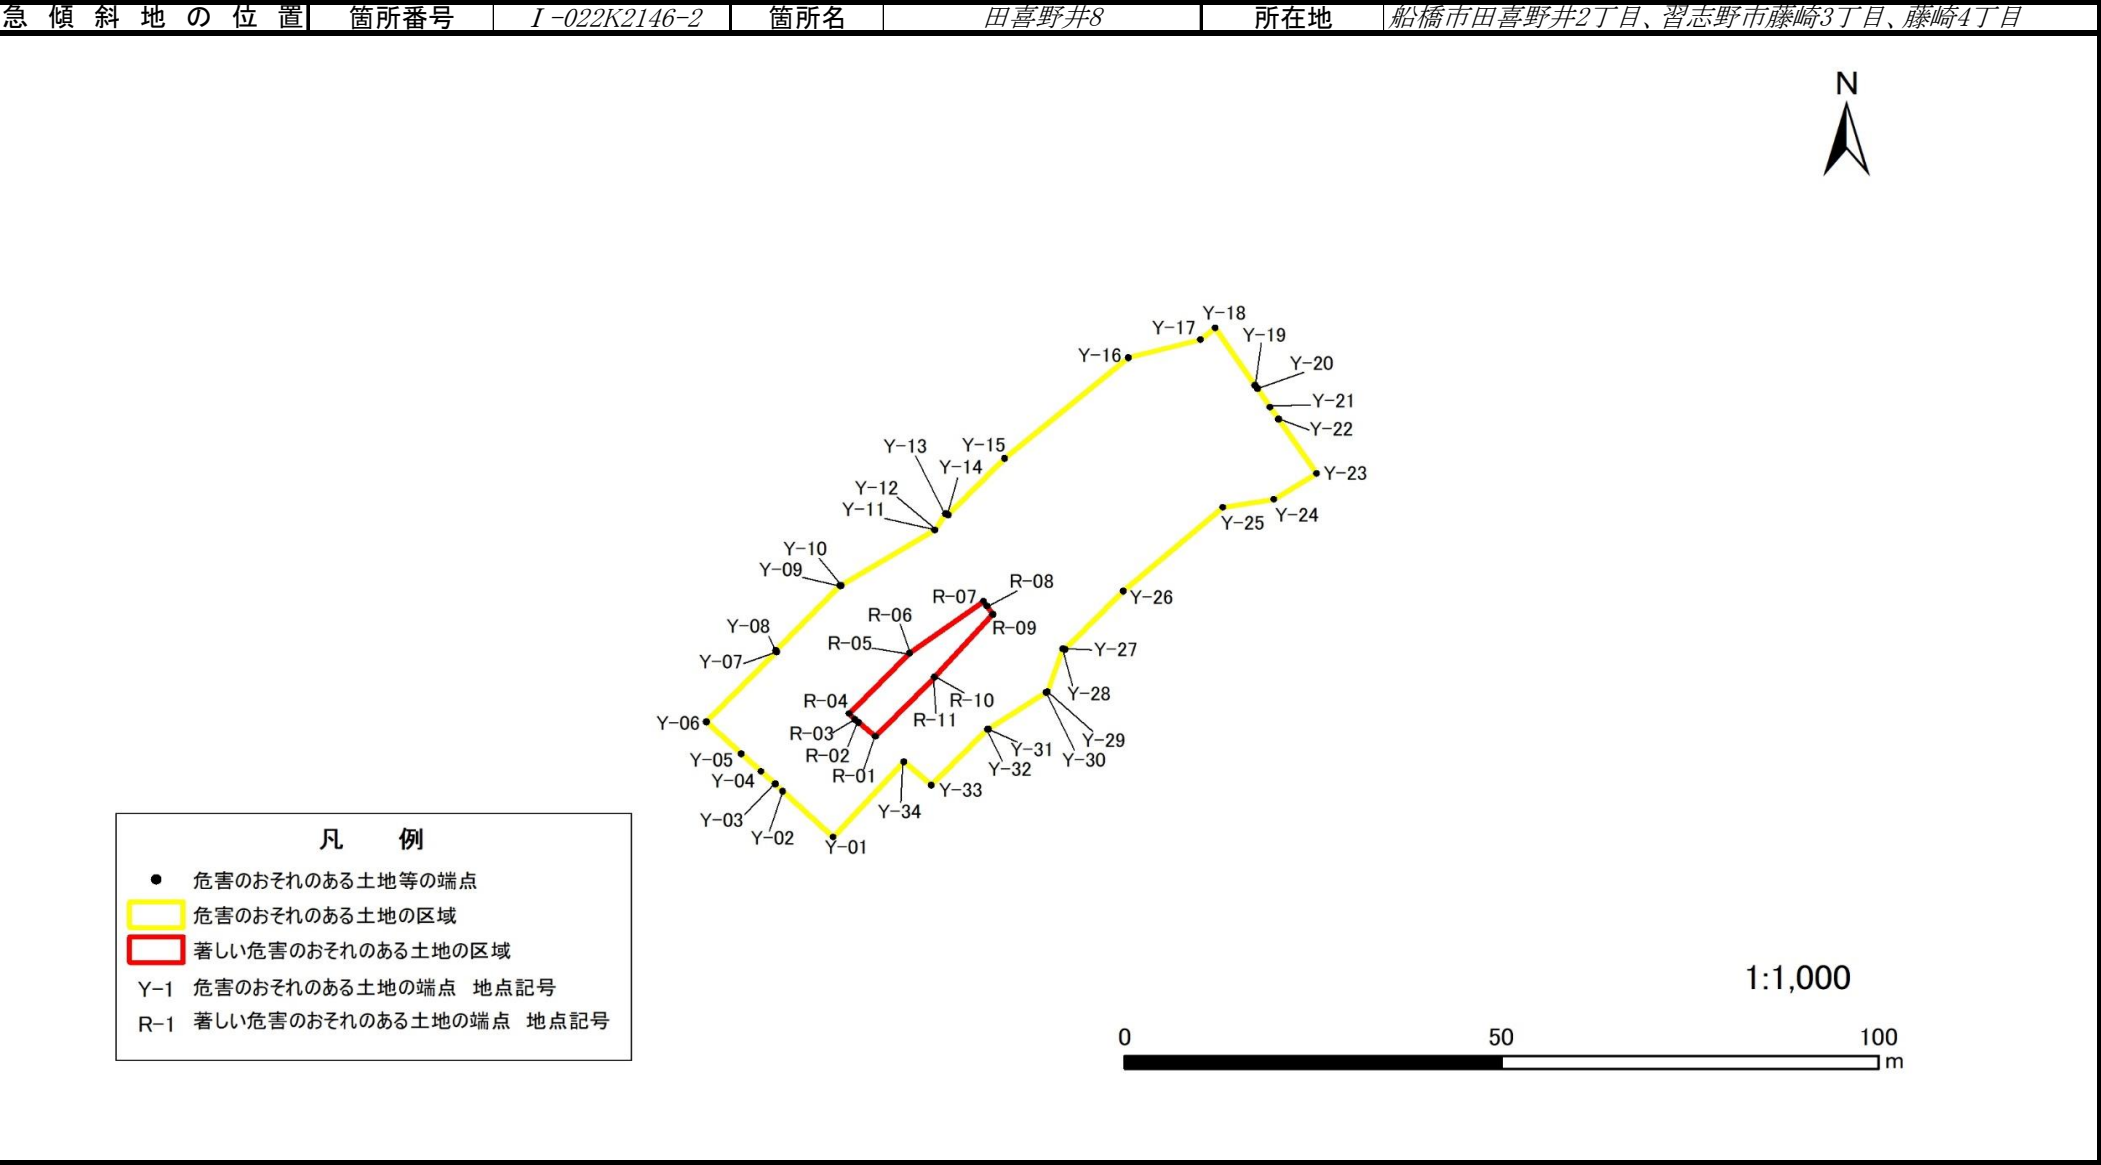 急傾斜地の位置 箇所番号 Ⅰ-022K2146-2 箇所名 田喜野井8 所在地 船橋市田喜野井2丁目、習志野市藤崎3丁目、藤崎4丁目
N
Y-18
Y-17
Y-19
Y-16
Y-20
Y-21
Y-22
Y-13
Y-15
Y-14
Y-23
Y-12
Y-11
Y-24
Y-25
Y-10
Y-09
R-08
R-07
Y-26
R-06
Y-08
R-09
R-05
Y-27
Y-07
Y-28
R-04
R-10
R-11
Y-06
R-03
Y-29
Y-31
R-02
Y-05
Y-30
Y-32
R-01
Y-04
Y-33
Y-34
Y-03
Y-02
Y-01
凡 例
危害のおそれのある土地等の端点
危害のおそれのある土地の区域
著しい危害のおそれのある土地の区域
Y-1 危害のおそれのある土地の端点 地点記号
R-1 著しい危害のおそれのある土地の端点 地点記号
1:1,000
0 50 100
m